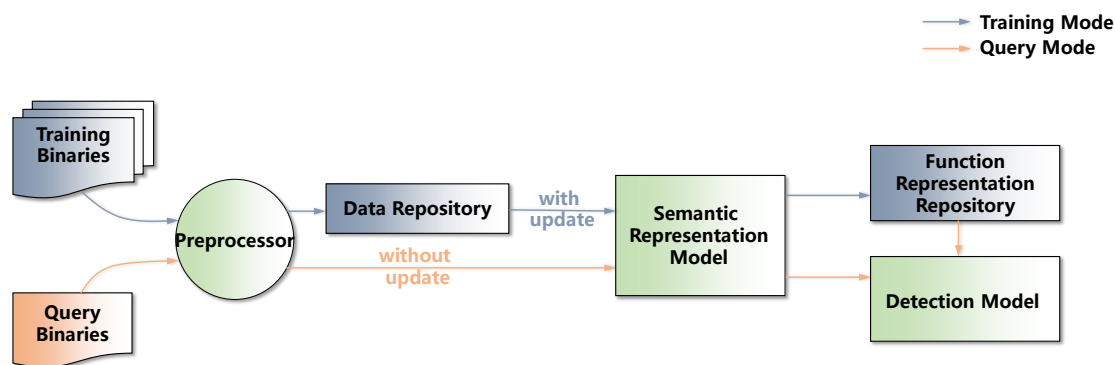 Training Mode
Query Mode
Training
Binaries
Preprocessor
Data Repository
with
update
without
update
Semantic
Representation
Model
Function
Representation
Repository
Query
Binaries
Detection Model